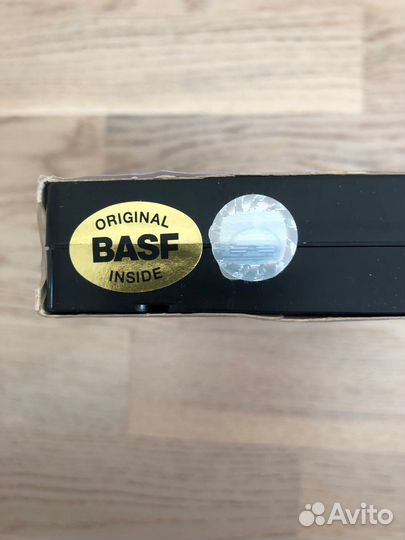 ORIGINAL
BASF
INSIDE
Avito